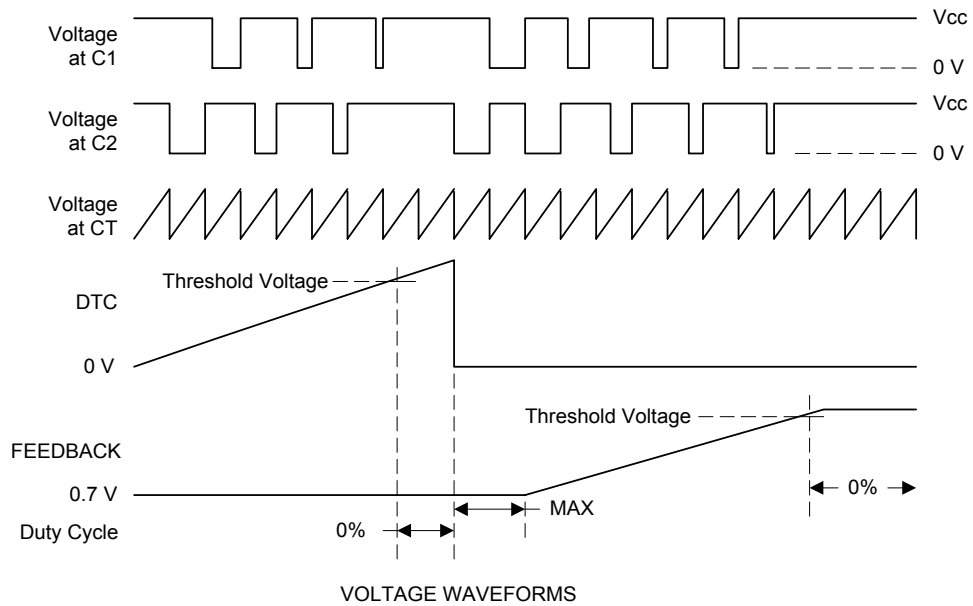 Voltage
at C1
Vcc
0 V
Voltage
at C2
Vcc
0 V
Voltage
at CT
Threshold Voltage
DTC
0 V
Threshold Voltage
FEEDBACK
0.7 V
0%
MAX
Duty Cycle
0%
VOLTAGE WAVEFORMS